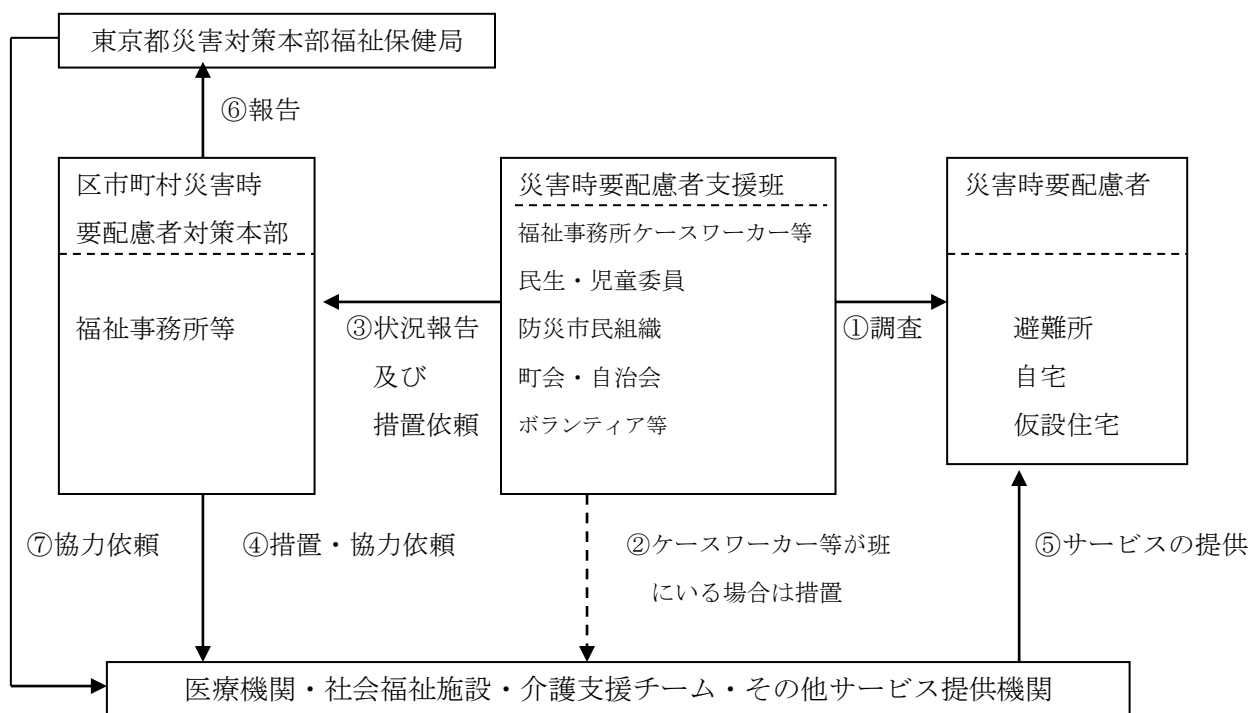 東京都災害対策本部福祉保健局
⑥報告
区市町村災害時
要配慮者対策本部
福祉事務所等
災害時要配慮者支援班
福祉事務所ケースワーカー等
民生・児童委員
防災市民組織
町会・自治会
ボランティア等
災害時要配慮者
避難所
自宅
仮設住宅
③状況報告
及び
措置依頼
①調査
⑦協力依頼
④措置・協力依頼
②ケースワーカー等が班
にいる場合は措置
⑤サービスの提供
医療機関・社会福祉施設・介護支援チーム・その他サービス提供機関